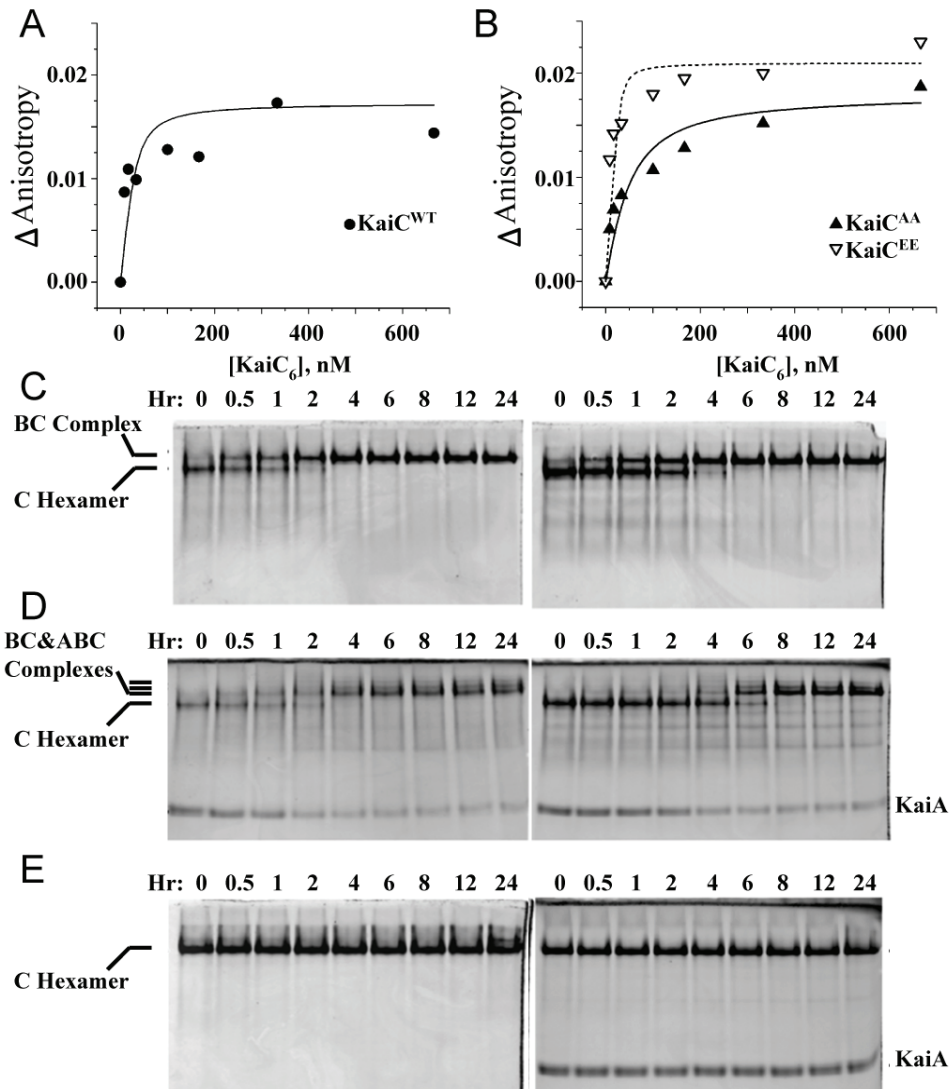 A
B
0.02
0.01
0.00
Δ Anisotropy
KaiC^WT
0 200 400 600
[KaiC₆], nM
0.02
0.01
0.00
Δ Anisotropy
KaiC^AA
KaiC^EE
0 200 400 600
[KaiC₆], nM
C
Hr: 0 0.5 1 2 4 6 8 12 24
0 0.5 1 2 4 6 8 12 24
BC Complex
C Hexamer
D
BC&ABC
Complexes
Hr: 0 0.5 1 2 4 6 8 12 24
0 0.5 1 2 4 6 8 12 24
C Hexamer
KaiA
E
Hr: 0 0.5 1 2 4 6 8 12 24
0 0.5 1 2 4 6 8 12 24
C Hexamer
KaiA